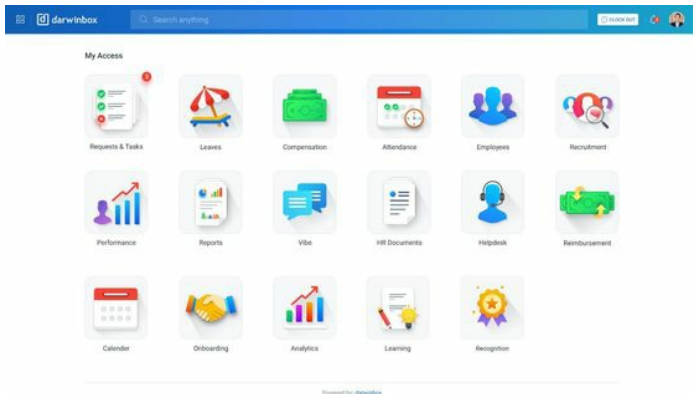 darwinbox
Search anything
CLOCK OUT
My Access
3
Requests & Tasks
Leaves
Compensation
Attendance
Employees
Recruitment
Performance
Reports
Vibe
HR Documents
Helpdesk
Reimbursement
Calender
Onboarding
Analytics
Learning
Recognition
Powered by: darwinbox